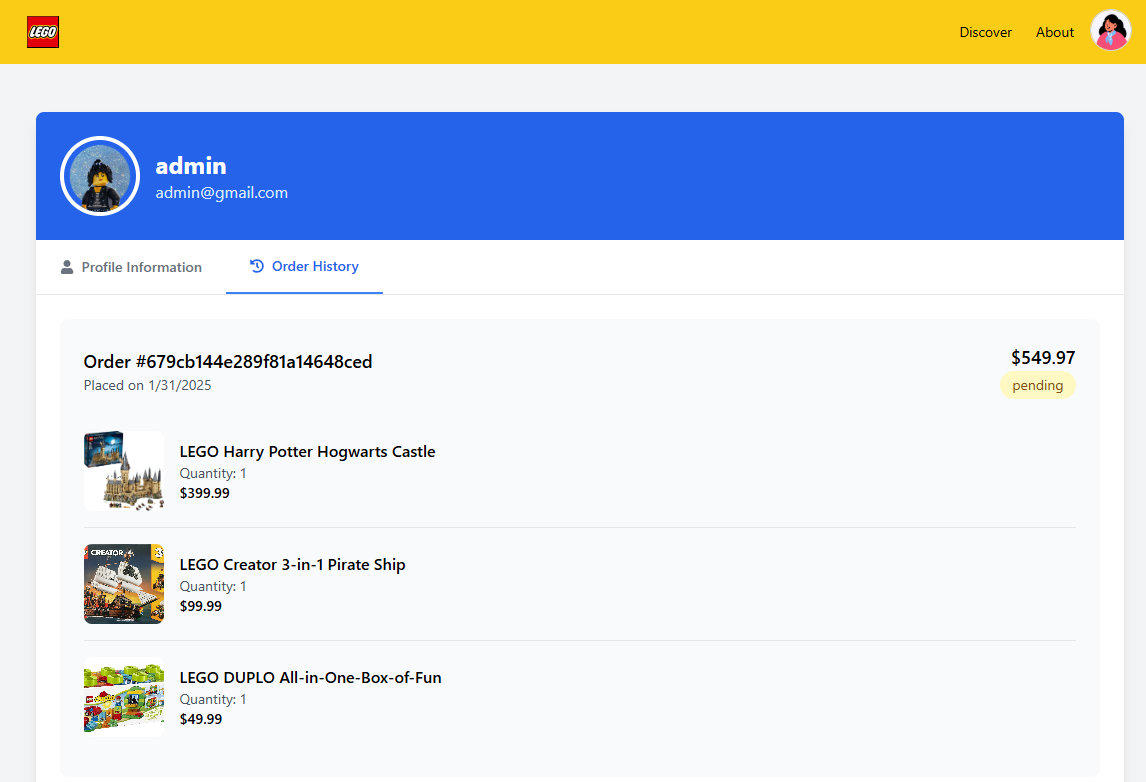 LEGO
Discover
About
admin
admin@gmail.com
Profile Information
Order History
Order #679cb144e289f81a14648ced
$549.97
Placed on 1/31/2025
pending
LEGO Harry Potter Hogwarts Castle
Quantity: 1
$399.99
CREATOR
LEGO Creator 3-in-1 Pirate Ship
Quantity: 1
$99.99
LEGO DUPLO All-in-One-Box-of-Fun
Quantity: 1
$49.99